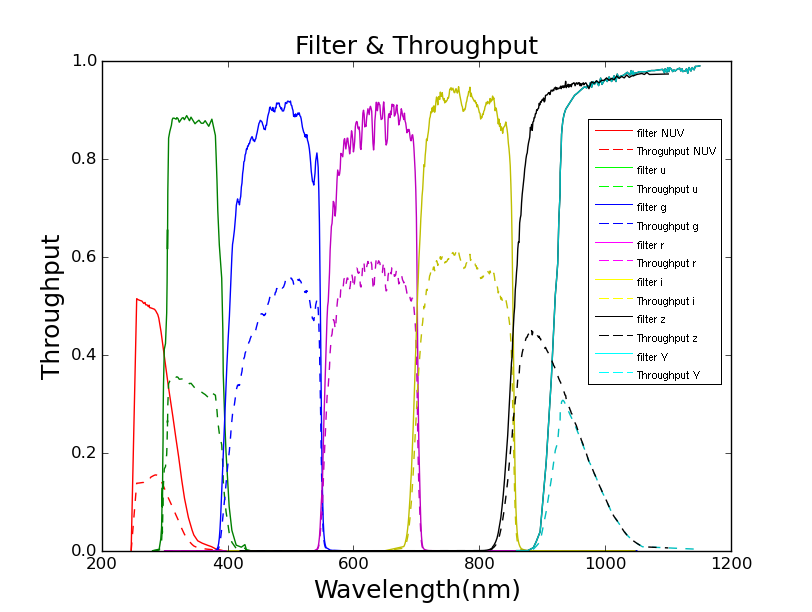 Filter & Throughput
1.0
0.8
0.6
0.4
0.2
0.0
Throughput
200
400
600
800
1000
1200
Wavelength(nm)
filter NUV
Throguhput NUV
filter u
Throughput u
filter g
Throughput g
filter r
Throughput r
filter i
Throughput i
filter z
Throughput z
filter Y
Throughput Y